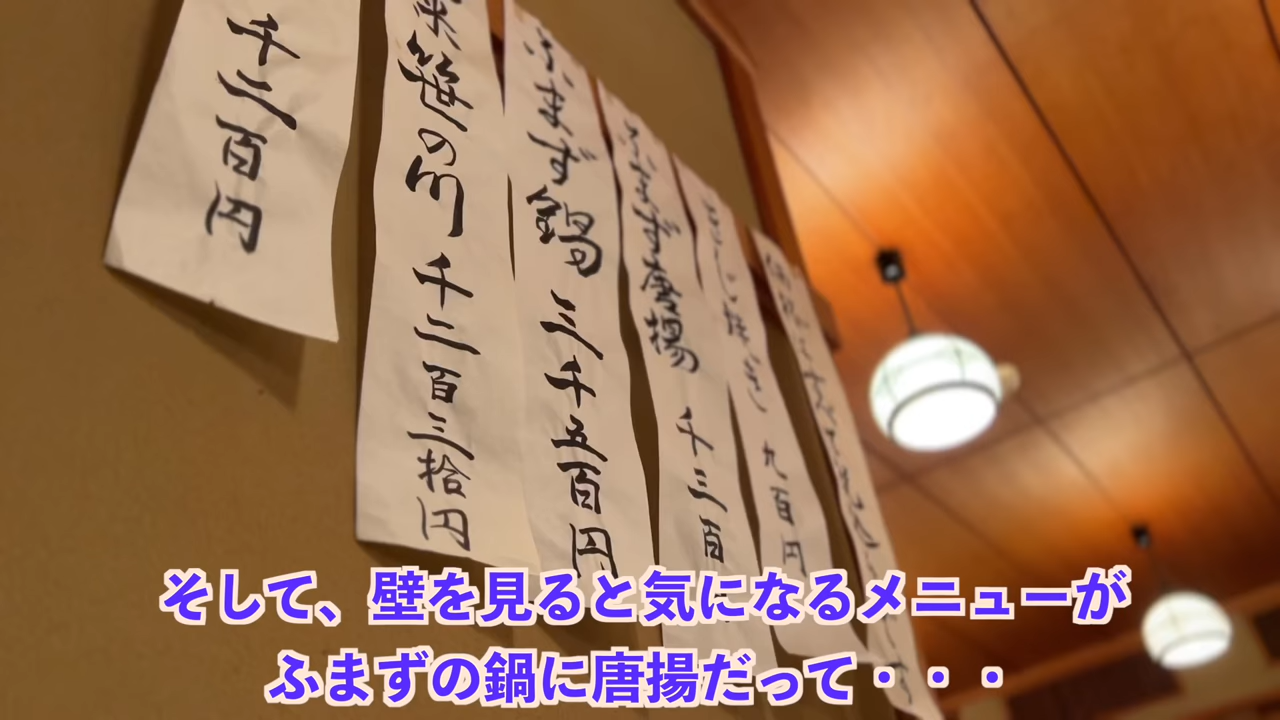 千二百円
笹の川 千二百三拾円
ふまず鍋 三千五百円
ふまず唐揚 千三百
九百円
そして、壁を見ると気になるメニューが
ふまずの鍋に唐揚だって・・・